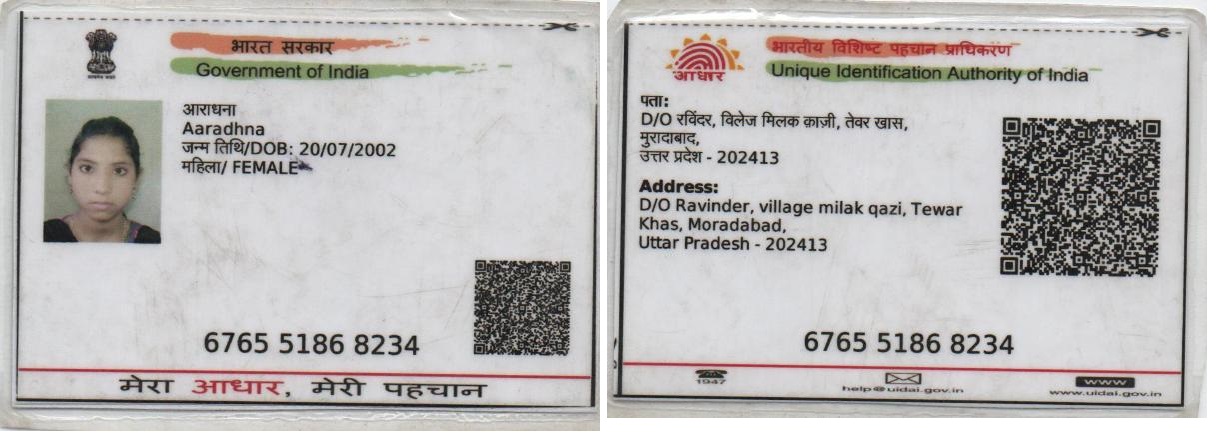 भारत सरकार
Government of India
आराधना
Aaradhna
जन्म तिथि/DOB: 20/07/2002
महिला/ FEMALE
6765 5186 8234
मेरा आधार, मेरी पहचान
आधार
भारतीय विशिष्ट पहचान प्राधिकरण
Unique Identification Authority of India
पता:
D/O रविंदर, विलेज मिलक क़ाज़ी, तेवर खास,
मुरादाबाद,
उत्तर प्रदेश - 202413
Address:
D/O Ravinder, village milak qazi, Tewar
Khas, Moradabad,
Uttar Pradesh - 202413
6765 5186 8234
1947
help@uidai.gov.in
www
www.uidai.gov.in